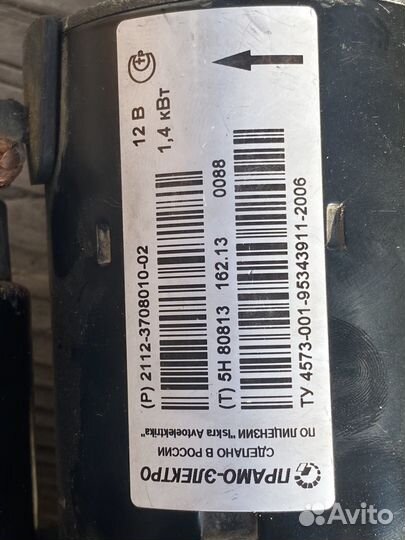 ПРАМО-ЭЛЕКТРО
СДЕЛАНО В РОССИИ
ПО ЛИЦЕНЗИИ "Iskra Avtoelektrika"
12 В
1,4 кВт
(P) 2112-3708010-02
(T) 5H 80813 162.13 0088
ТУ 4573-001-95343911-2006
Avito